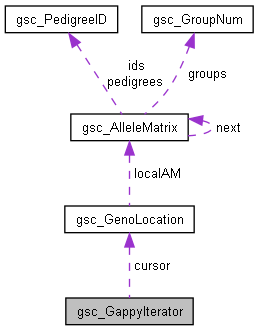 gsc_PedigreeID
gsc_GroupNum
ids
pedigrees
groups
gsc_AlleleMatrix
next
localAM
gsc_GenoLocation
cursor
gsc_GappyIterator